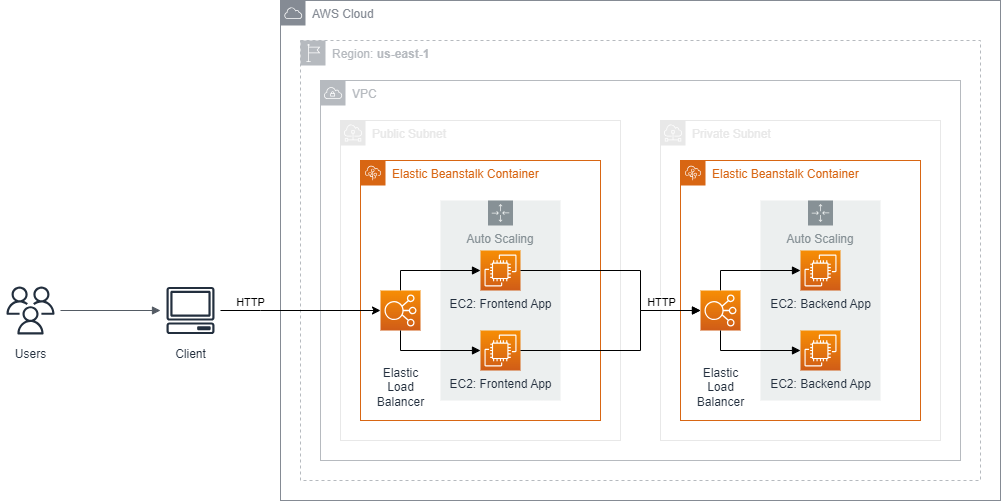 AWS Cloud
Region: us-east-1
VPC
Public Subnet
Private Subnet
Elastic Beanstalk Container
Elastic Beanstalk Container
Auto Scaling
Auto Scaling
EC2: Frontend App
EC2: Backend App
HTTP
HTTP
Users
Client
Elastic
Load
Balancer
EC2: Frontend App
Elastic
Load
Balancer
EC2: Backend App